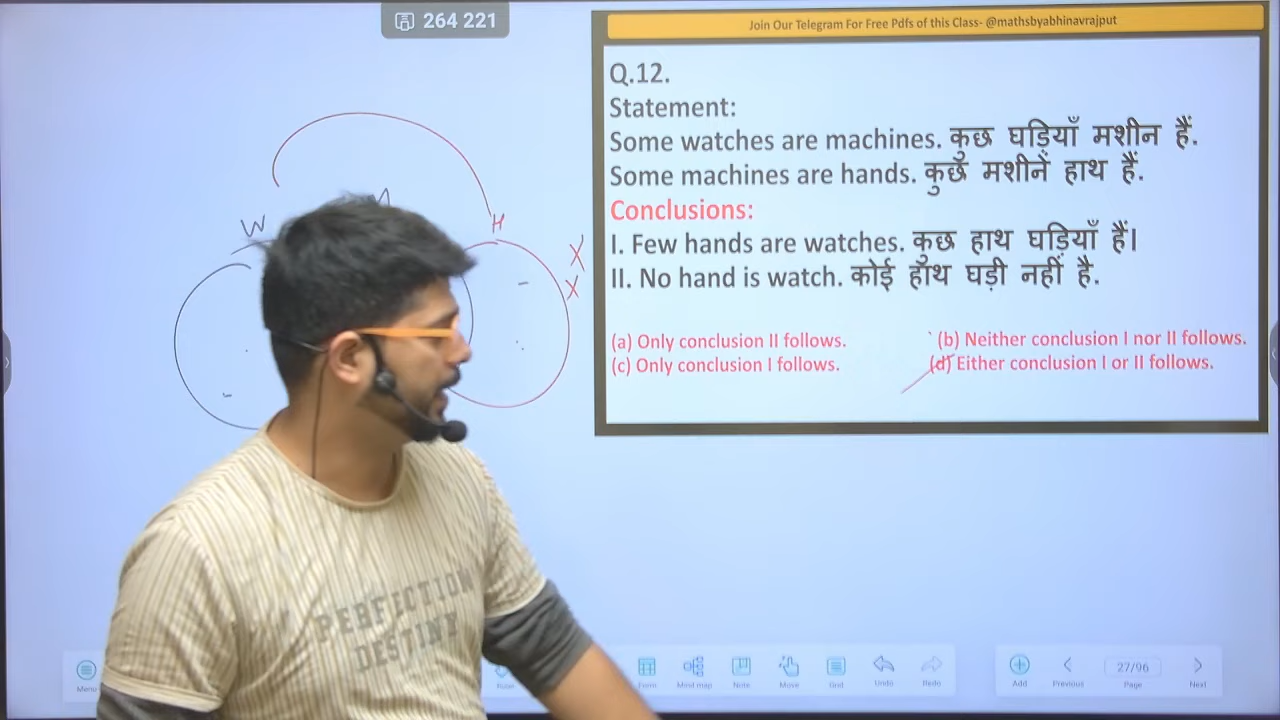 264 221
Join Our Telegram For Free Pdfs of this Class- @mathsbyabhinavrajput
Q.12.
Statement:
Some watches are machines. कुछ घड़ियाँ मशीन हैं.
Some machines are hands. कुछ मशीनें हाथ हैं.
Conclusions:
I. Few hands are watches. कुछ हाथ घड़ियाँ हैं।
II. No hand is watch. कोई हाथ घड़ी नहीं है.
(a) Only conclusion II follows. (b) Neither conclusion I nor II follows.
(c) Only conclusion I follows. (d) Either conclusion I or II follows.
W
H
X
X
PERFECTION
DESTINY
Menu Form Mind map Note Move Grid Undo Redo Add Previous Page Next
27/96